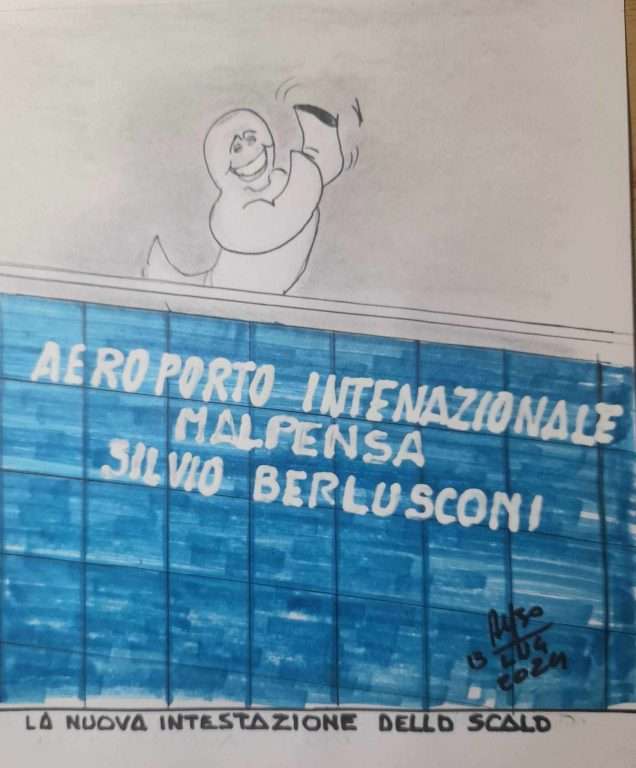 AEROPORTO INTENAZIONALE
MALPENSA
SILVIO BERLUSCONI
13 LUG
2024
LA NUOVA INTESTAZIONE DELLO SCALO